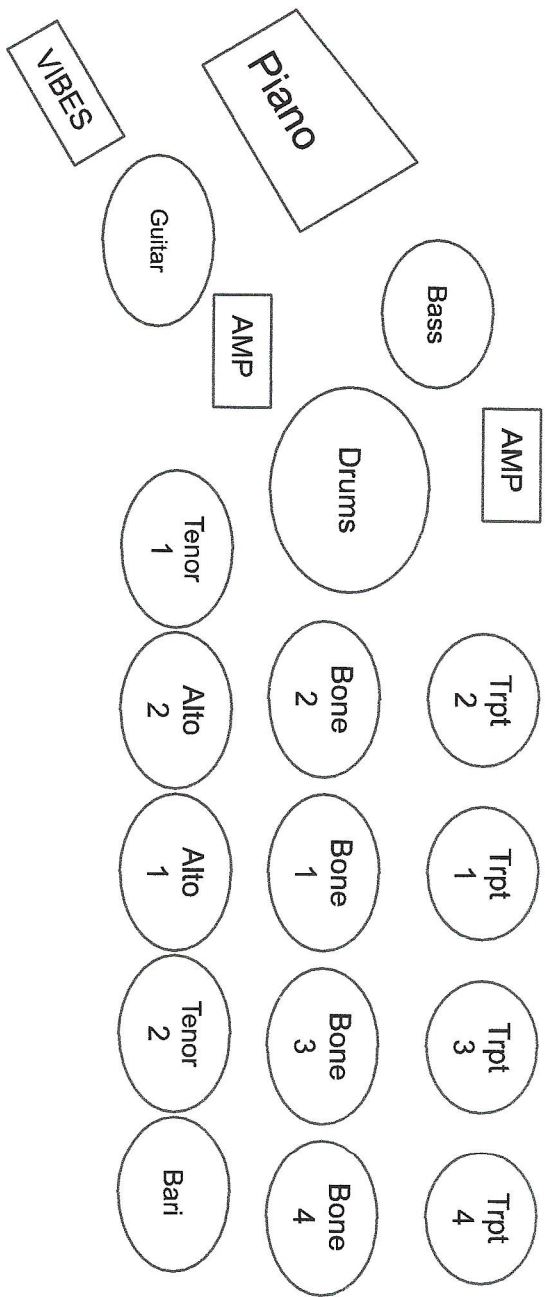 AMP
Trpt
2
Trpt
1
Trpt
3
Trpt
4
Bass
Piano
Drums
Bone
2
Bone
1
Bone
3
Bone
4
AMP
Tenor
1
Alto
2
Alto
1
Tenor
2
Bari
Guitar
VIBES